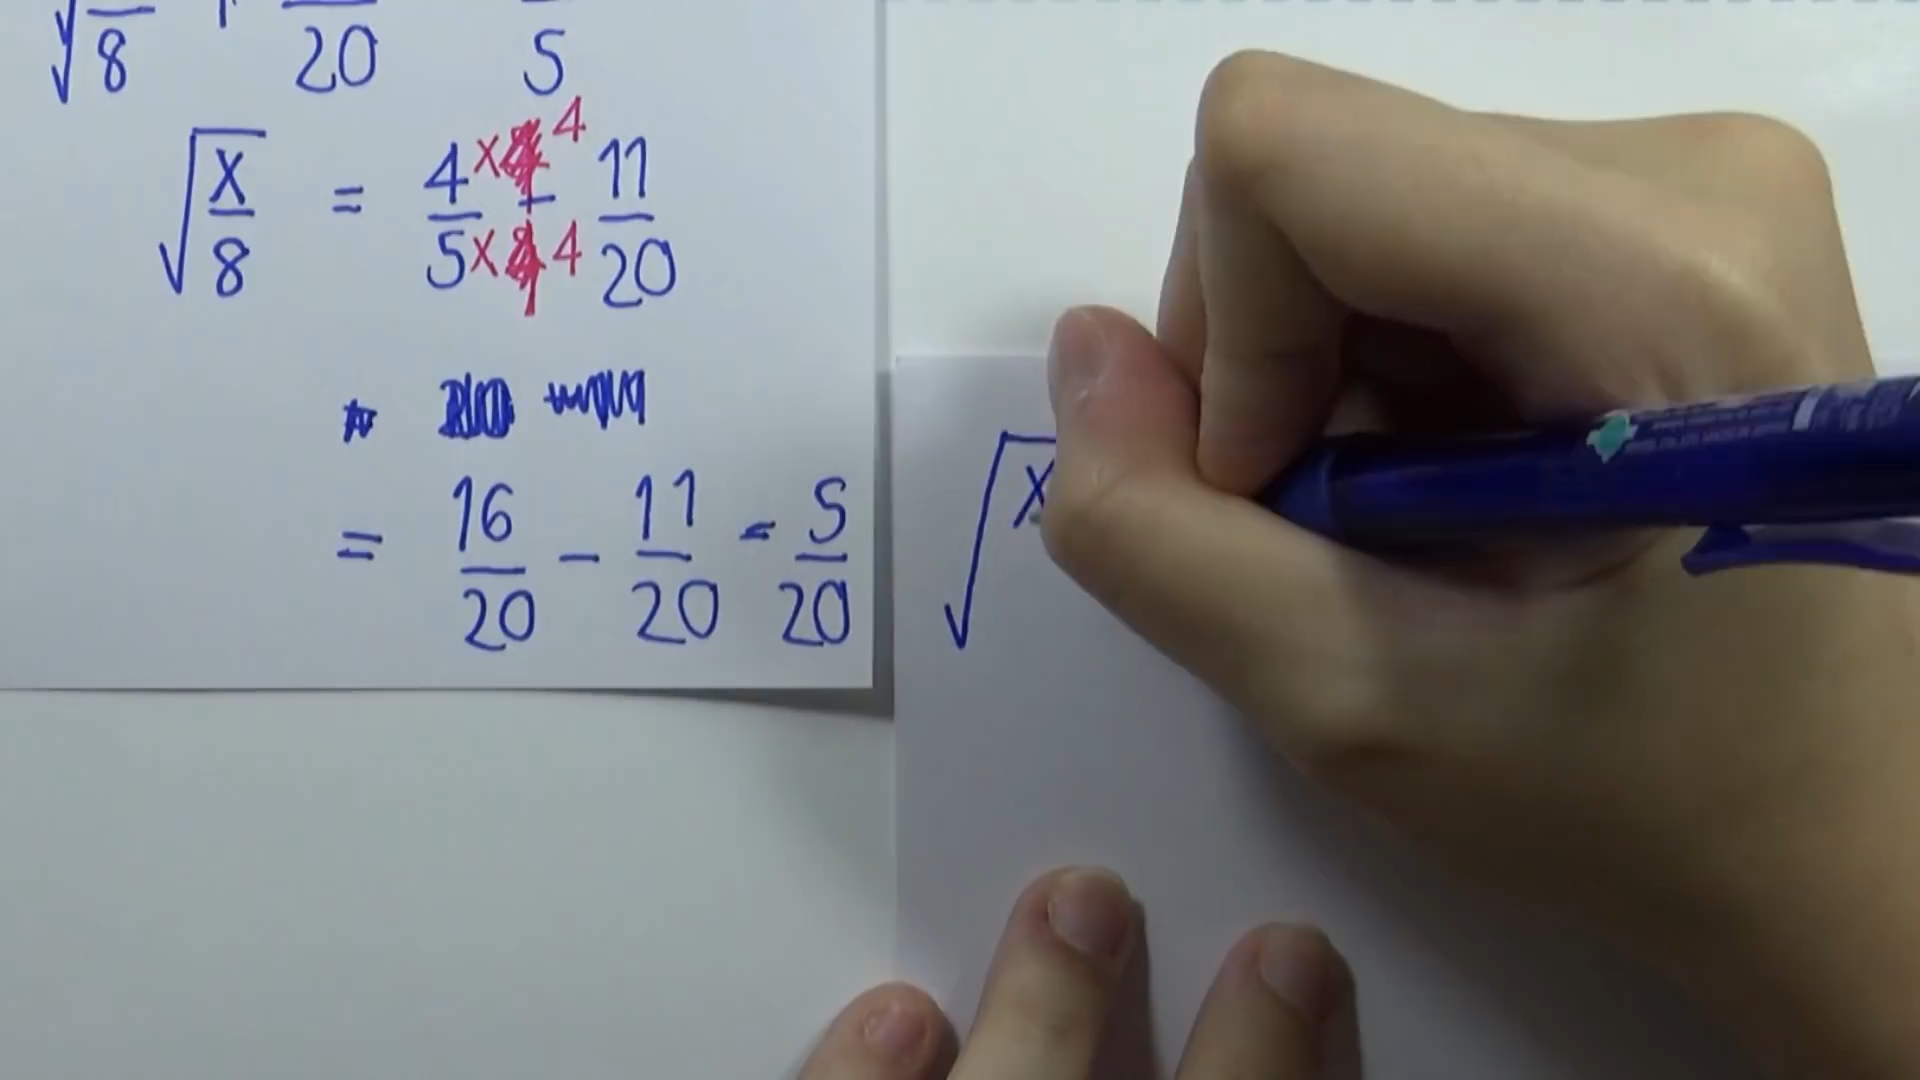 √8 + 20 5
√x/8 = 4×4/5×4 - 11/20
= 16/20 - 11/20 = 5/20
√x